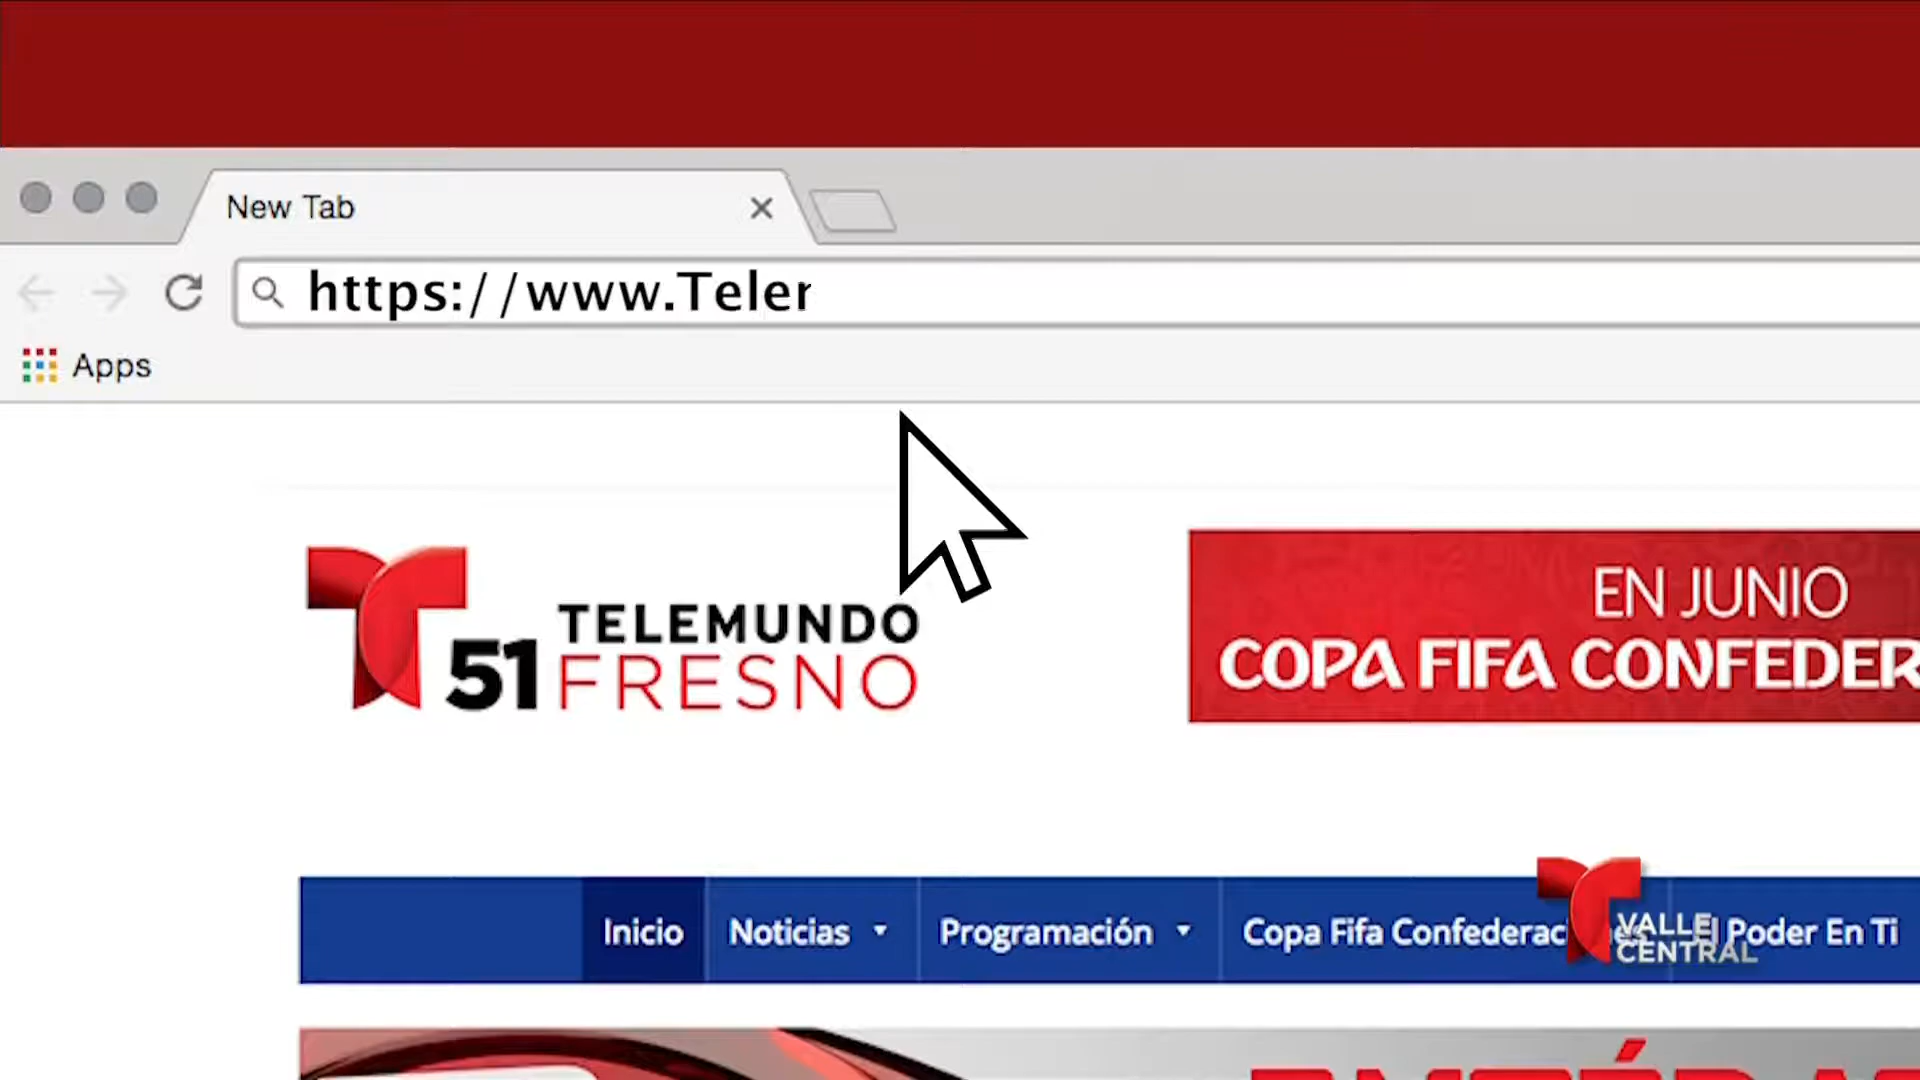 New Tab
https://www.Teler
Apps
51 TELEMUNDO
FRESNO
EN JUNIO
COPA FIFA CONFEDER
Inicio Noticias Programación Copa Fifa Confederac Poder En Ti
VALLE
CENTRAL